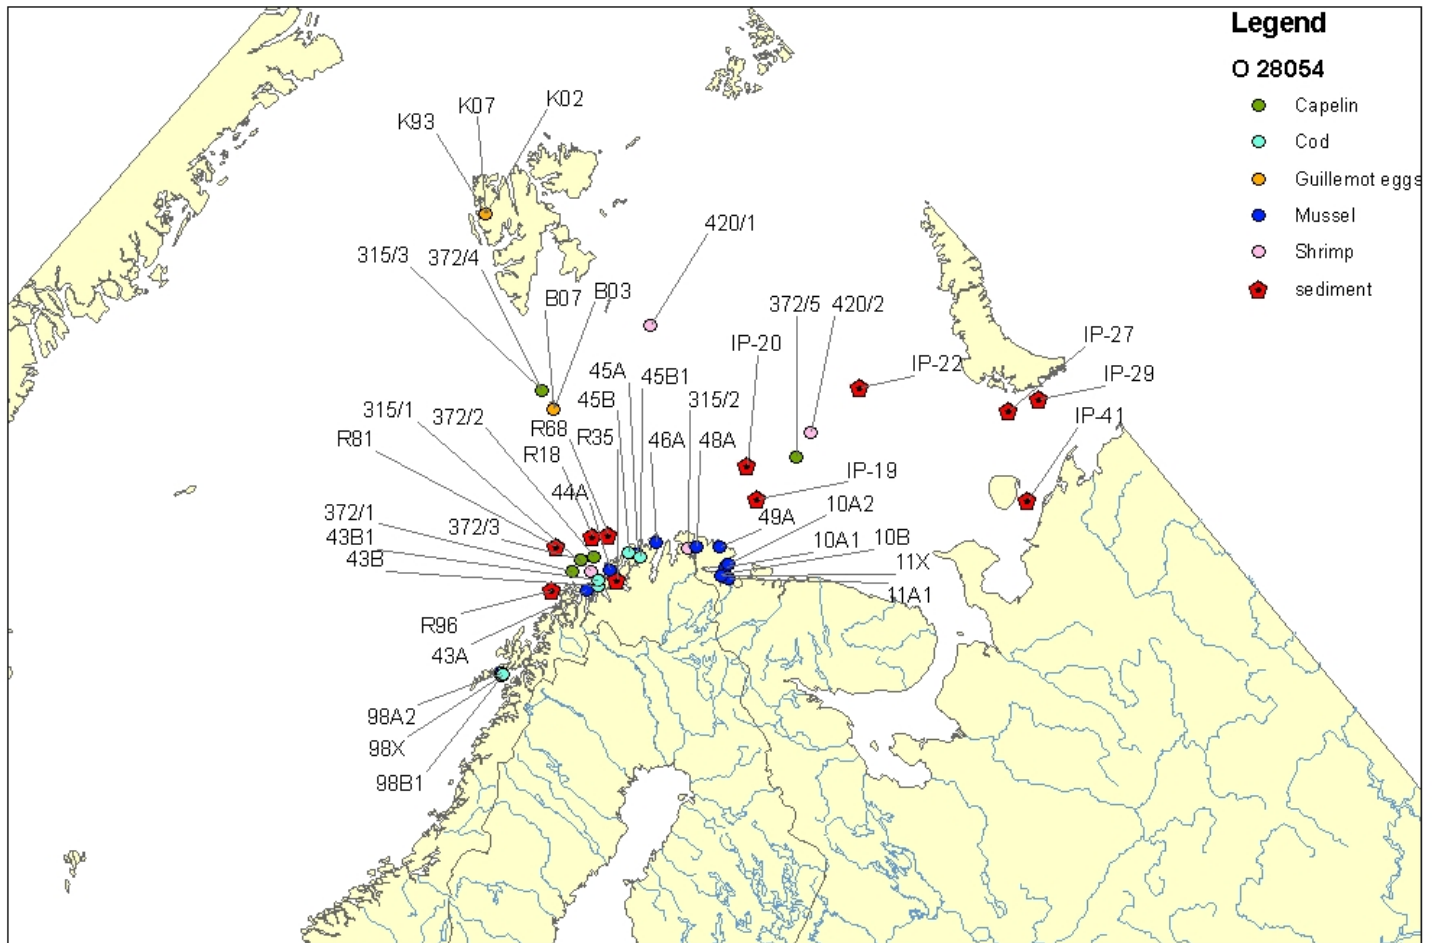 Legend
O 28054
Capelin
Cod
Guillemot eggs
Mussel
Shrimp
sediment
K93
K07
K02
420/1
315/3
372/4
B07
B03
372/5
420/2
IP-20
IP-22
IP-27
IP-29
IP-41
45A
45B1
45B
315/2
315/1
372/2
R81
R68
R18
R35
46A
48A
IP-19
44A
10A2
49A
372/1
372/3
43B1
43B
10A1
10B
11X
11A1
R96
43A
98A2
98X
98B1